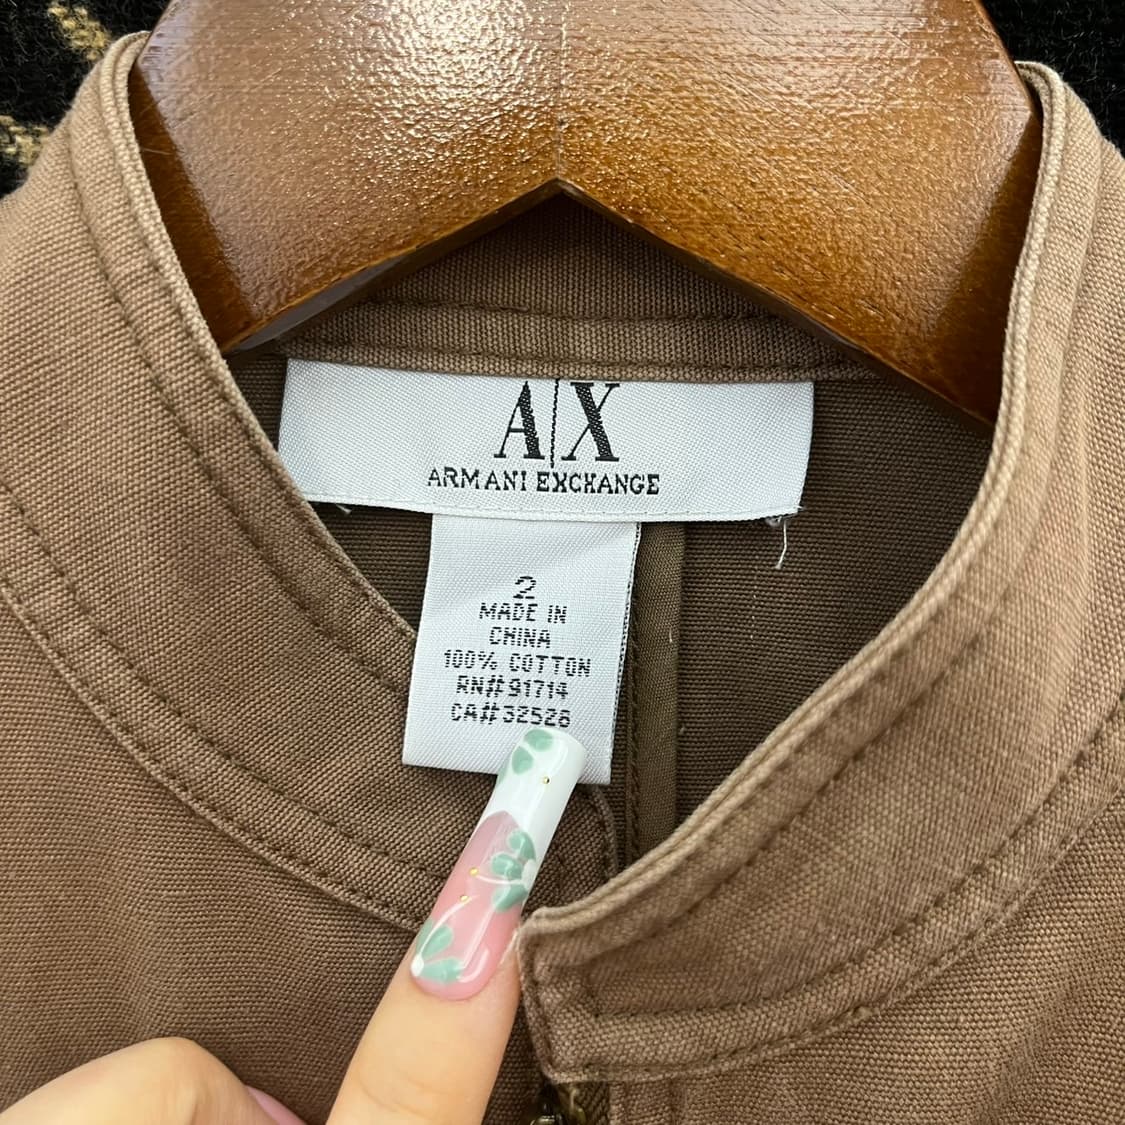 A|X
ARMANI EXCHANGE
2
MADE IN
CHINA
100% COTTON
RN#91714
CA#32526